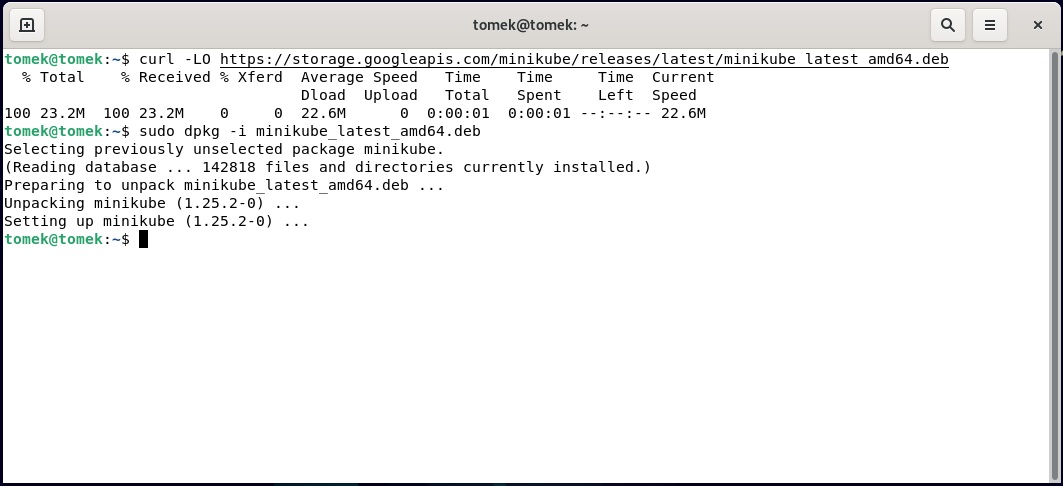 tomek@tomek: ~
tomek@tomek:~$ curl -LO https://storage.googleapis.com/minikube/releases/latest/minikube_latest_amd64.deb
  % Total    % Received % Xferd  Average Speed   Time    Time     Time  Current
                                 Dload  Upload   Total   Spent    Left  Speed
100 23.2M  100 23.2M    0     0  22.6M      0  0:00:01  0:00:01 --:--:-- 22.6M
tomek@tomek:~$ sudo dpkg -i minikube_latest_amd64.deb
Selecting previously unselected package minikube.
(Reading database ... 142818 files and directories currently installed.)
Preparing to unpack minikube_latest_amd64.deb ...
Unpacking minikube (1.25.2-0) ...
Setting up minikube (1.25.2-0) ...
tomek@tomek:~$